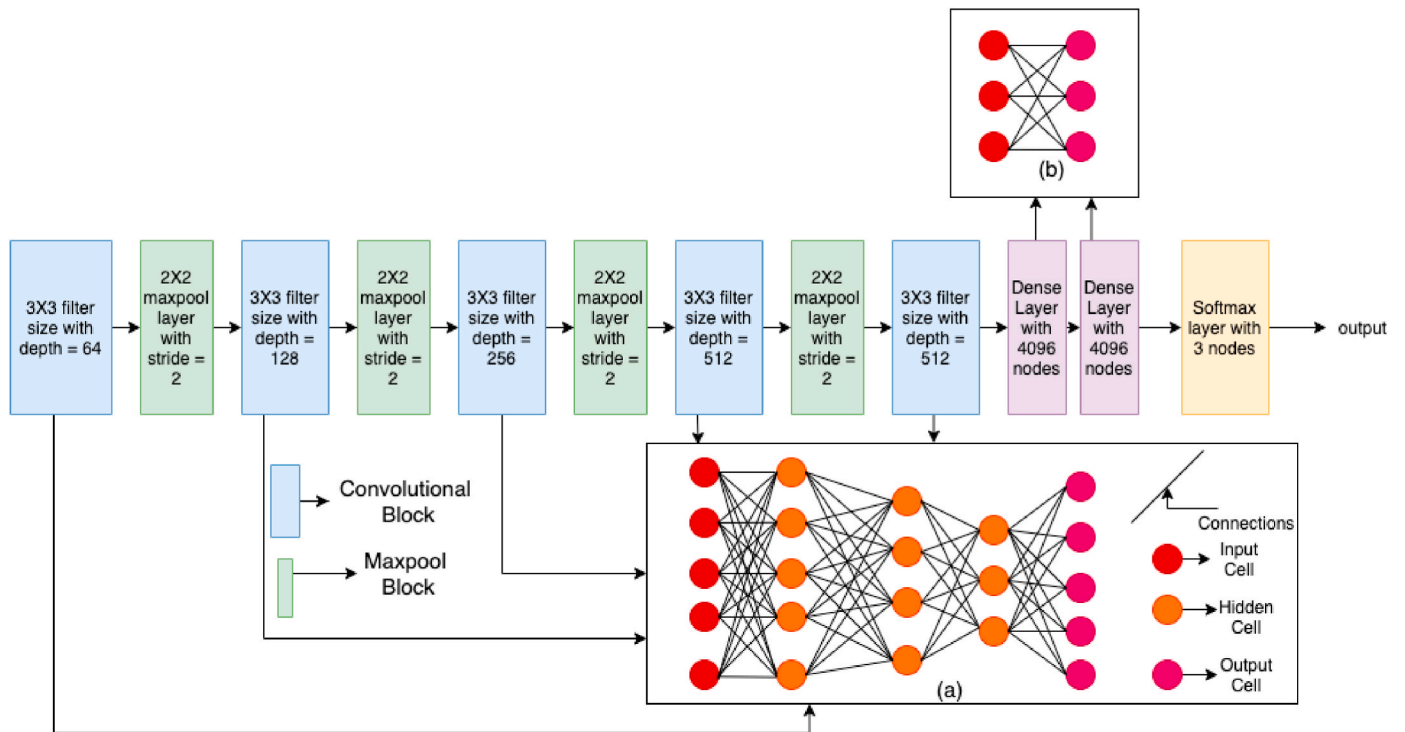 (b)
3X3 filter
size with
depth = 64
2X2
maxpool
layer
with
stride =
2
3X3 filter
size with
depth =
128
2X2
maxpool
layer
with
stride =
2
3X3 filter
size with
depth =
256
2X2
maxpool
layer
with
stride =
2
3X3 filter
size with
depth =
512
2X2
maxpool
layer
with
stride =
2
3X3 filter
size with
depth =
512
Dense
Layer
with
4096
nodes
Dense
Layer
with
4096
nodes
Softmax
layer with
3 nodes
output
Convolutional
Block
Maxpool
Block
Connections
Input
Cell
Hidden
Cell
Output
Cell
(a)